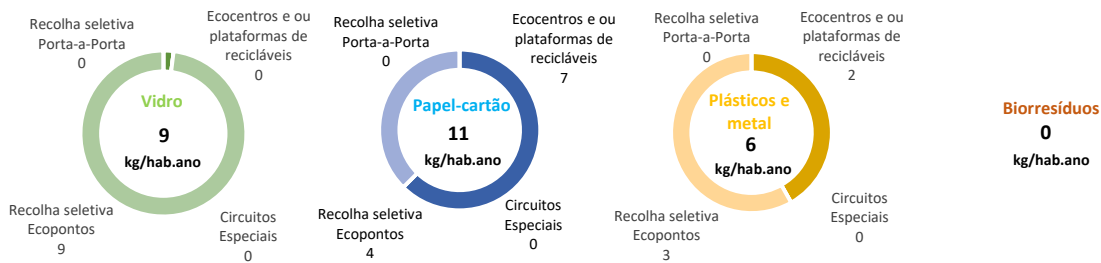 Recolha seletiva
Porta-a-Porta
0
Ecocentros e ou
plataformas de
recicláveis
0
Vidro
9
kg/hab.ano
Recolha seletiva
Ecopontos
9
Circuitos
Especiais
0
Recolha seletiva
Porta-a-Porta
0
Ecocentros e ou
plataformas de
recicláveis
7
Papel-cartão
11
kg/hab.ano
Recolha seletiva
Ecopontos
4
Circuitos
Especiais
0
Recolha seletiva
Porta-a-Porta
0
Ecocentros e ou
plataformas de
recicláveis
2
Plásticos e
metal
6
kg/hab.ano
Recolha seletiva
Ecopontos
3
Circuitos
Especiais
0
Biorresíduos
0
kg/hab.ano